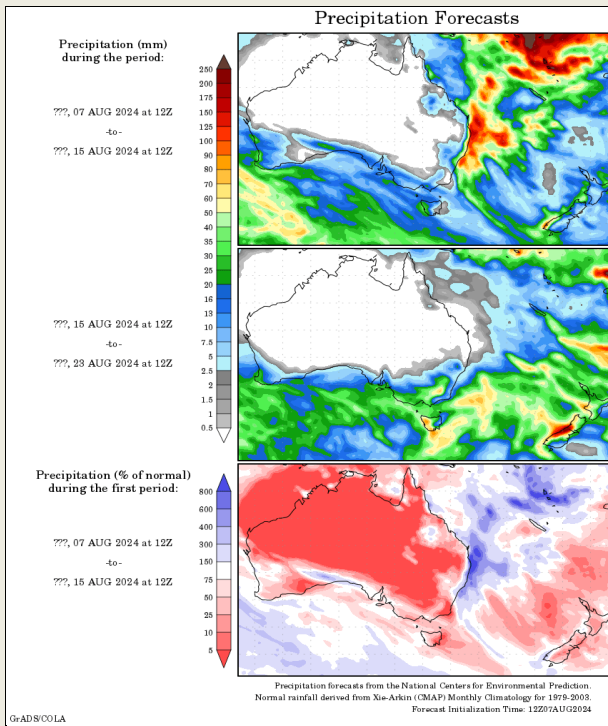 Precipitation Forecasts
Precipitation (mm)
during the period:
???, 07 AUG 2024 at 12Z
-to-
???, 15 AUG 2024 at 12Z
250
200
175
150
125
100
90
80
70
60
50
40
35
30
25
20
16
13
10
7.5
5
2.5
2
1.5
1
0.5
???, 15 AUG 2024 at 12Z
-to-
???, 23 AUG 2024 at 12Z
Precipitation (% of normal)
during the first period:
???, 07 AUG 2024 at 12Z
-to-
???, 15 AUG 2024 at 12Z
800
600
400
300
150
75
50
25
10
5
Precipitation forecasts from the National Centers for Environmental Prediction.
Normal rainfall derived from Xie-Arkin (CMAP) Monthly Climatology for 1979-2003.
Forecast Initialization Time: 12Z07AUG2024
GrADS/COLA